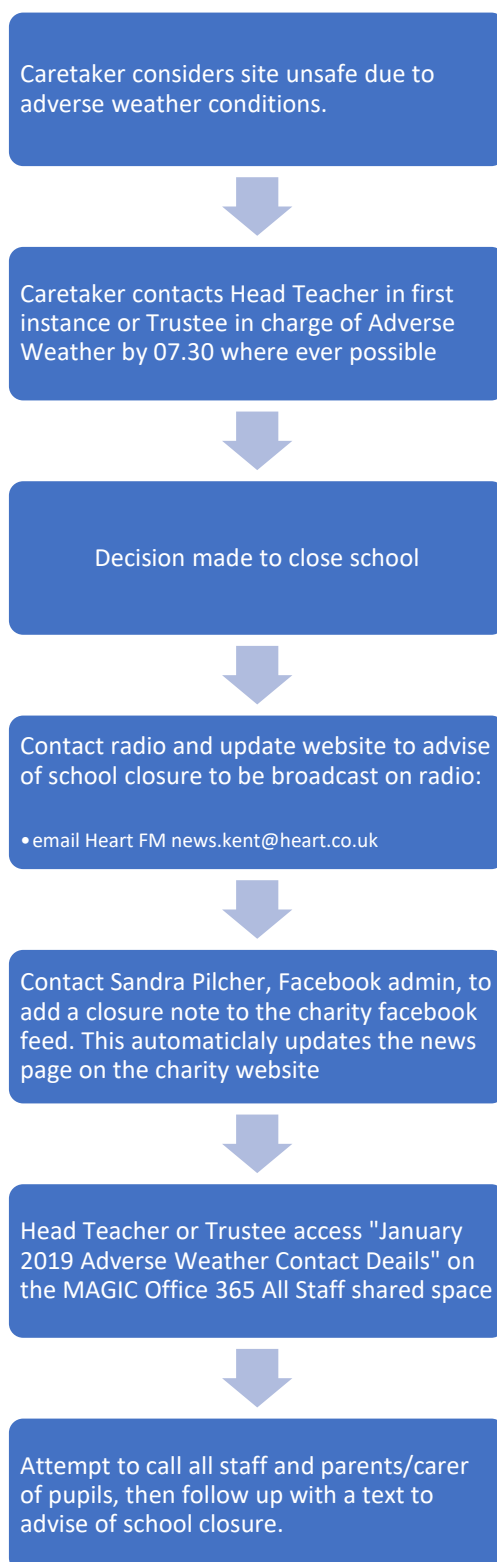 Caretaker considers site unsafe due to
adverse weather conditions.
Caretaker contacts Head Teacher in first
instance or Trustee in charge of Adverse
Weather by 07.30 where ever possible
Decision made to close school
Contact radio and update website to advise
of school closure to be broadcast on radio:
•email Heart FM news.kent@heart.co.uk
Contact Sandra Pilcher, Facebook admin, to
add a closure note to the charity facebook
feed. This automaticlaly updates the news
page on the charity website
Head Teacher or Trustee access "January
2019 Adverse Weather Contact Deails" on
the MAGIC Office 365 All Staff shared space
Attempt to call all staff and parents/carer
of pupils, then follow up with a text to
advise of school closure.